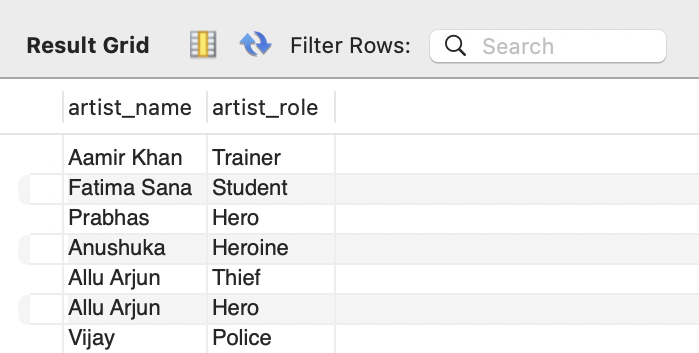 Result Grid Filter Rows: Search
artist_name artist_role
Aamir Khan Trainer
Fatima Sana Student
Prabhas Hero
Anushuka Heroine
Allu Arjun Thief
Allu Arjun Hero
Vijay Police